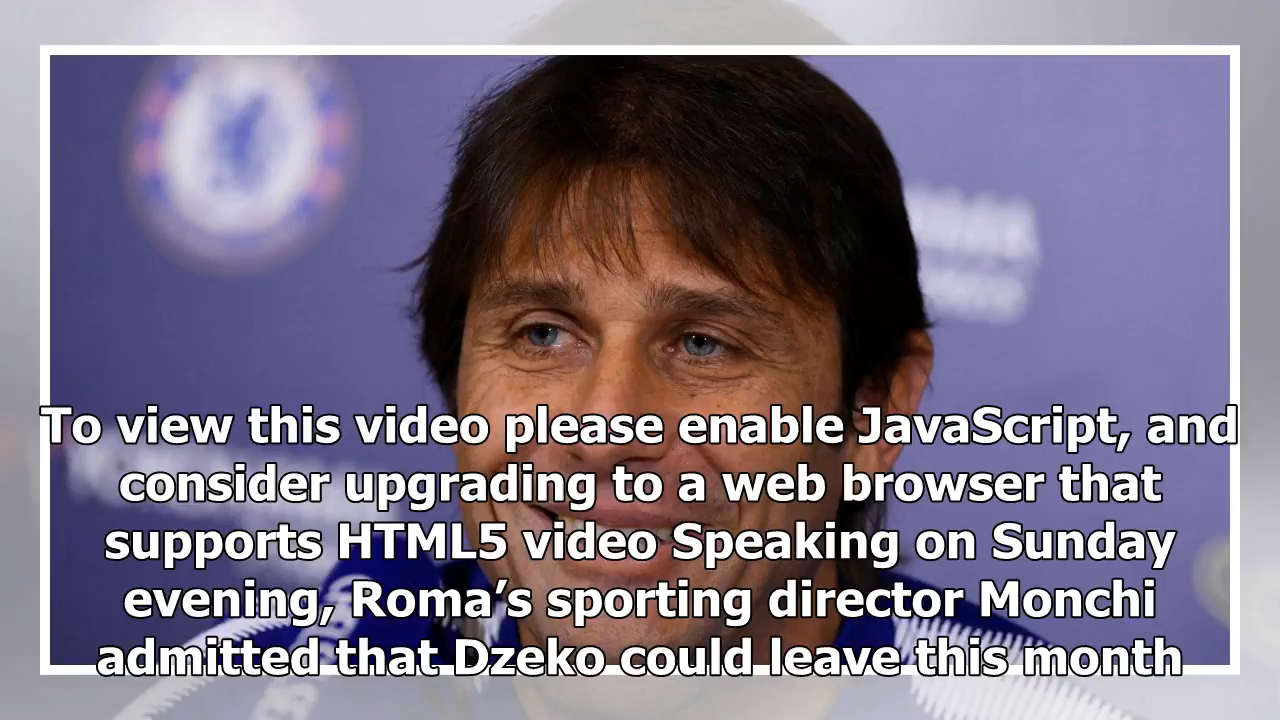 To view this video please enable JavaScript, and
consider upgrading to a web browser that
supports HTML5 video Speaking on Sunday
evening, Roma’s sporting director Monchi
admitted that Dzeko could leave this month